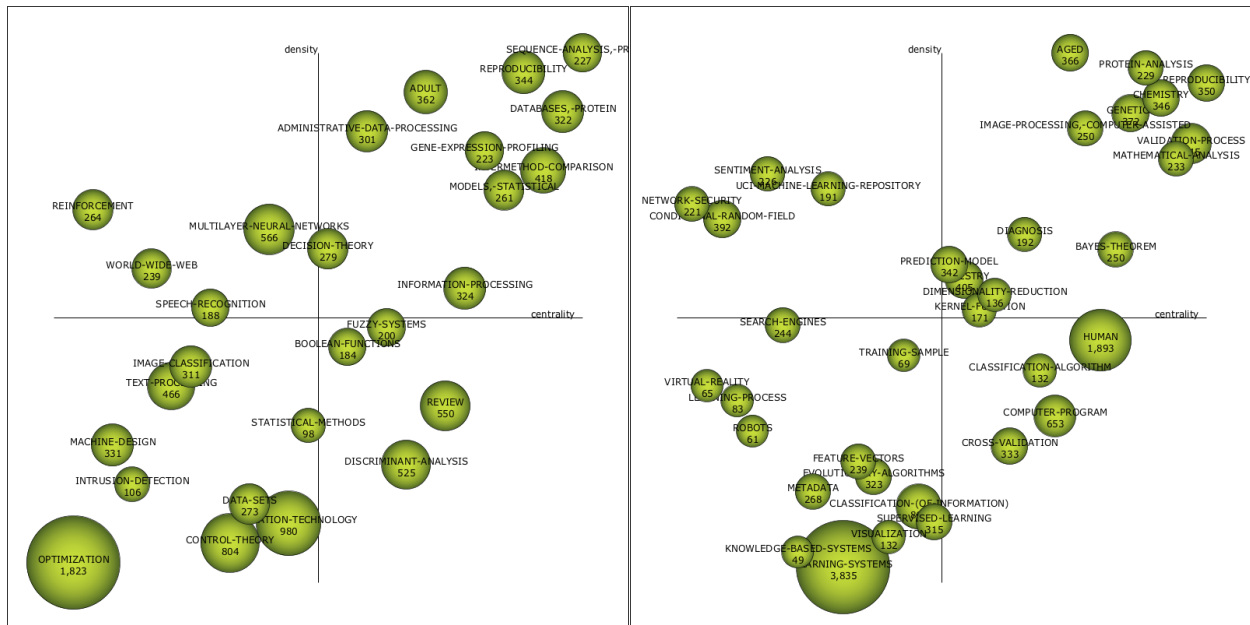 density
SEQUENCE-ANALYSIS,-PR
227
REPRODUCIBILITY
344
ADULT
362
DATABASES,-PROTEIN
322
ADMINISTRATIVE-DATA-PROCESSING
301
GENE-EXPRESSION-PROFILING
223
418
MODELS,-STATISTICAL
261
REINFORCEMENT
264
MULTILAYER-NEURAL-NETWORKS
566
DECISION-THEORY
279
WORLD-WIDE-WEB
239
INFORMATION-PROCESSING
324
SPEECH-RECOGNITION
188
centrality
FUZZY-SYSTEMS
200
BOOLEAN-FUNCTIONS
184
IMAGE-CLASSIFICATION
311
466
REVIEW
550
STATISTICAL-METHODS
98
MACHINE-DESIGN
331
DISCRIMINANT-ANALYSIS
525
INTRUSION-DETECTION
106
DATA-SETS
273
ATION-TECHNOLOGY
980
CONTROL-THEORY
804
OPTIMIZATION
1,823
density
AGED
366
PROTEIN-ANALYSIS
229
REPRODUCIBILITY
350
CHEMISTRY
346
GENETIC
372
IMAGE-PROCESSING,-COMPUTER-ASSISTED
250
VALIDATION-PROCESS
MATHEMATICAL-ANALYSIS
233
SENTIMENT-ANALYSIS
226
UCI-MACHINE-LEARNING-REPOSITORY
191
NETWORK-SECURITY
221
392
DIAGNOSIS
192
BAYES-THEOREM
250
PREDICTION-MODEL
342
405
DIMENSIONALITY-REDUCTION
136
171
centrality
SEARCH-ENGINES
244
HUMAN
1,893
TRAINING-SAMPLE
69
CLASSIFICATION-ALGORITHM
132
VIRTUAL-REALITY
65
83
COMPUTER-PROGRAM
653
ROBOTS
61
CROSS-VALIDATION
333
FEATURE-VECTORS
239
323
METADATA
268
CLASSIFICATION-(OF-INFORMATION)
SUPERVISED-LEARNING
315
VISUALIZATION
132
KNOWLEDGE-BASED-SYSTEMS
49
ARNING-SYSTEMS
3,835